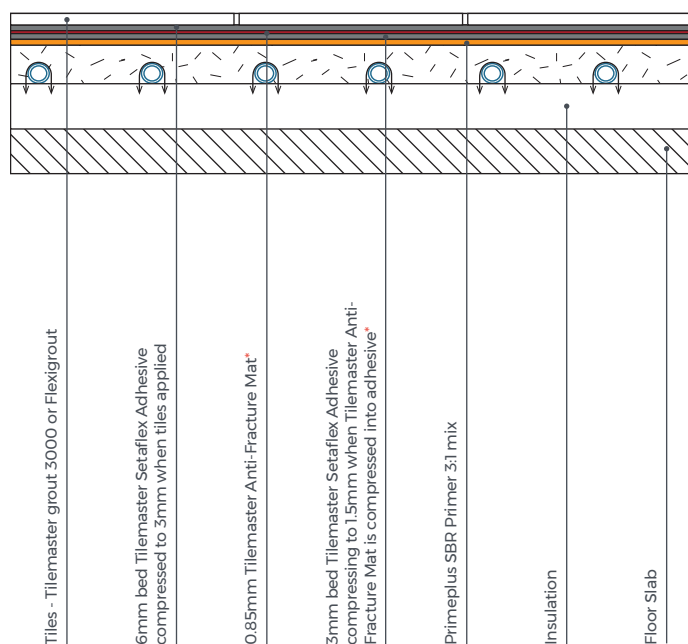 Tiles - Tilemaster grout 3000 or Flexigrout
6mm bed Tilemaster Setaflex Adhesive
compressed to 3mm when tiles applied
0.85mm Tilemaster Anti-Fracture Mat*
3mm bed Tilemaster Setaflex Adhesive
compressing to 1.5mm when Tilemaster Anti-
Fracture Mat is compressed into adhesive*
Primeplus SBR Primer 3:1 mix
Insulation
Floor Slab